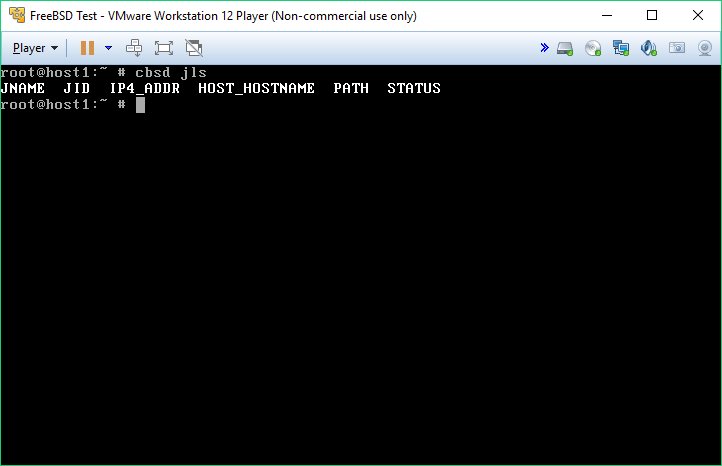 FreeBSD Test - VMware Workstation 12 Player (Non-commercial use only)
Player
root@host1:~ # cbsd jls
JNAME  JID  IP4_ADDR  HOST_HOSTNAME  PATH  STATUS
root@host1:~ #